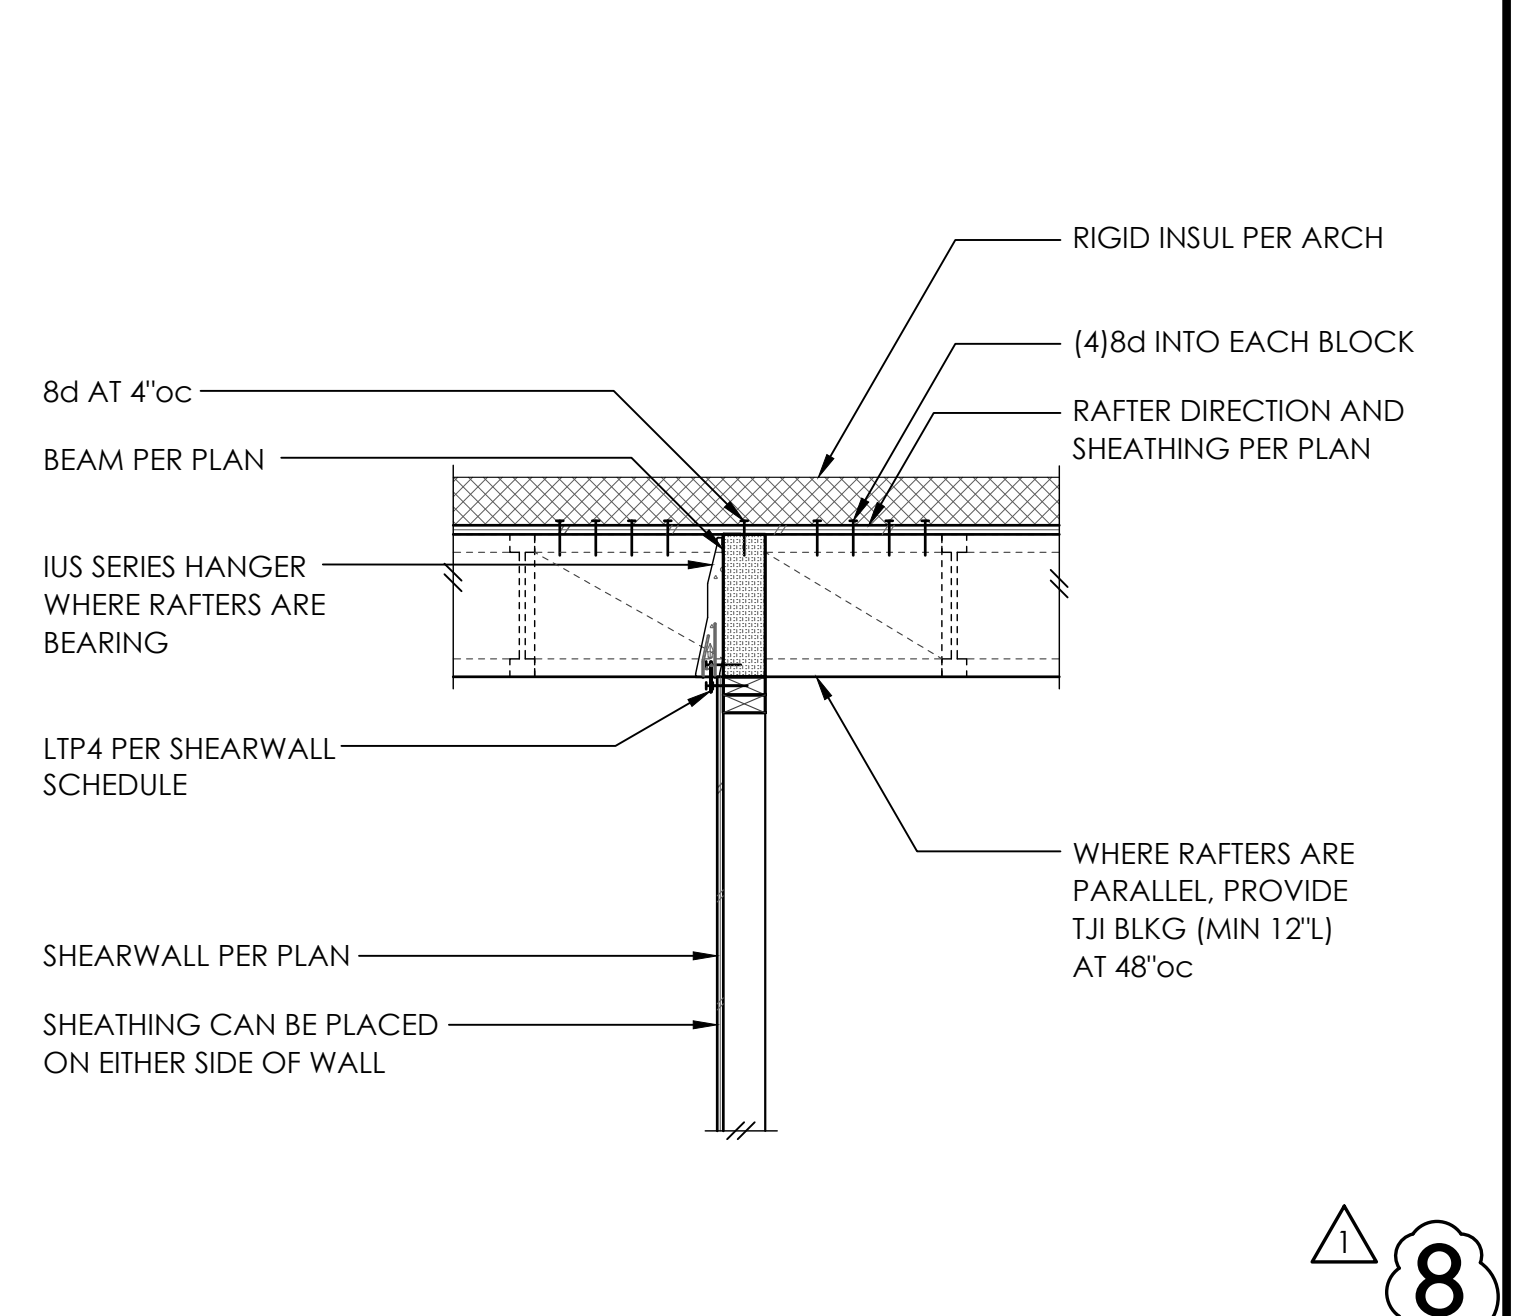 RIGID INSUL PER ARCH
(4)8d INTO EACH BLOCK
RAFTER DIRECTION AND
SHEATHING PER PLAN
8d AT 4"oc
BEAM PER PLAN
IUS SERIES HANGER
WHERE RAFTERS ARE
BEARING
LTP4 PER SHEARWALL
SCHEDULE
WHERE RAFTERS ARE
PARALLEL, PROVIDE
TJI BLKG (MIN 12"L)
AT 48"oc
SHEARWALL PER PLAN
SHEATHING CAN BE PLACED
ON EITHER SIDE OF WALL
1
8